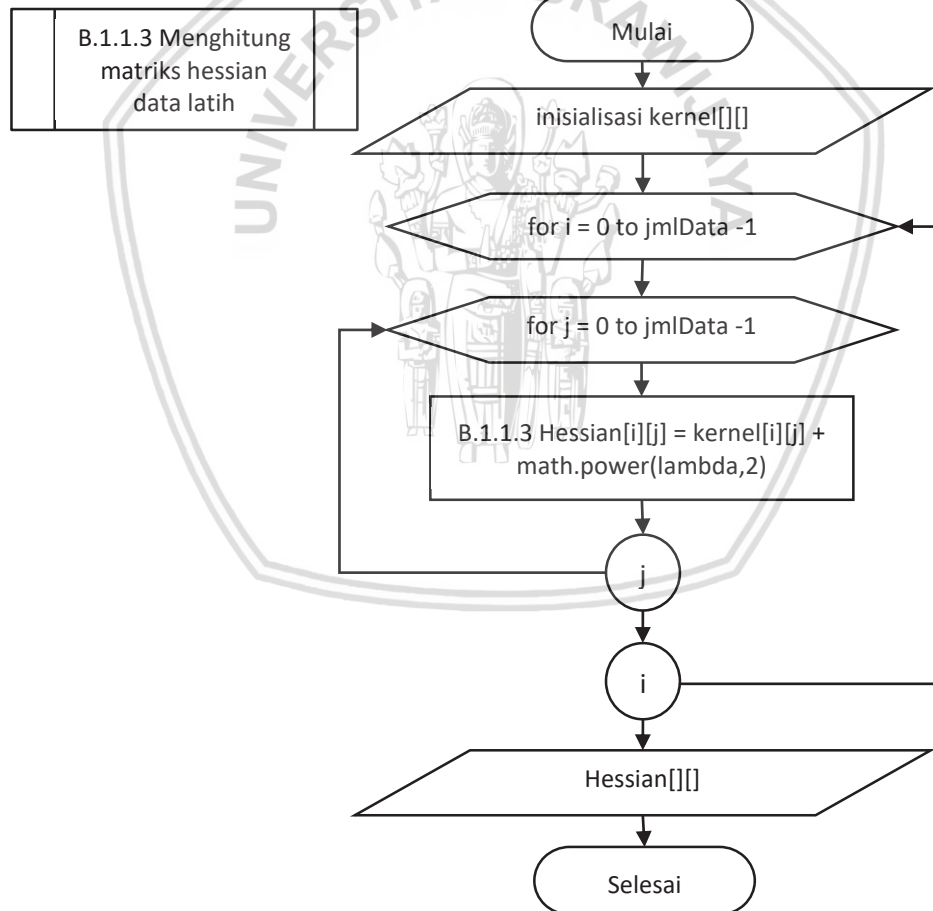 B.1.1.3 Menghitung
matriks hessian
data latih
Mulai
inisialisasi kernel[][]
for i = 0 to jmlData -1
for j = 0 to jmlData -1
B.1.1.3 Hessian[i][j] = kernel[i][j] +
math.power(lambda,2)
j
i
Hessian[][]
Selesai